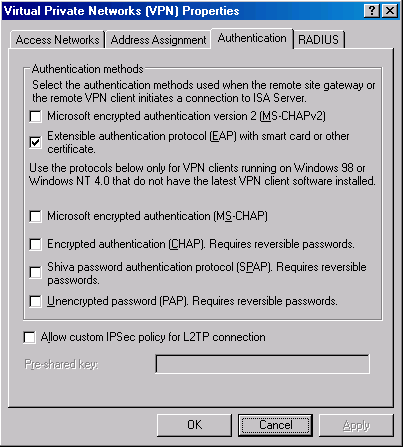 Virtual Private Networks (VPN) Properties
Access Networks
Address Assignment
Authentication
RADIUS
Authentication methods
Select the authentication methods used when the remote site gateway or
the remote VPN client initiates a connection to ISA Server.
Microsoft encrypted authentication version 2 (MS-CHAPv2)
Extensible authentication protocol (EAP) with smart card or other
certificate.
Use the protocols below only for VPN clients running on Windows 98 or
Windows NT 4.0 that do not have the latest VPN client software installed.
Microsoft encrypted authentication (MS-CHAP)
Encrypted authentication (CHAP). Requires reversible passwords.
Shiva password authentication protocol (SPAP). Requires reversible
passwords.
Unencrypted password (PAP). Requires reversible passwords.
Allow custom IPSec policy for L2TP connection
Pre-shared key:
OK
Cancel
Apply